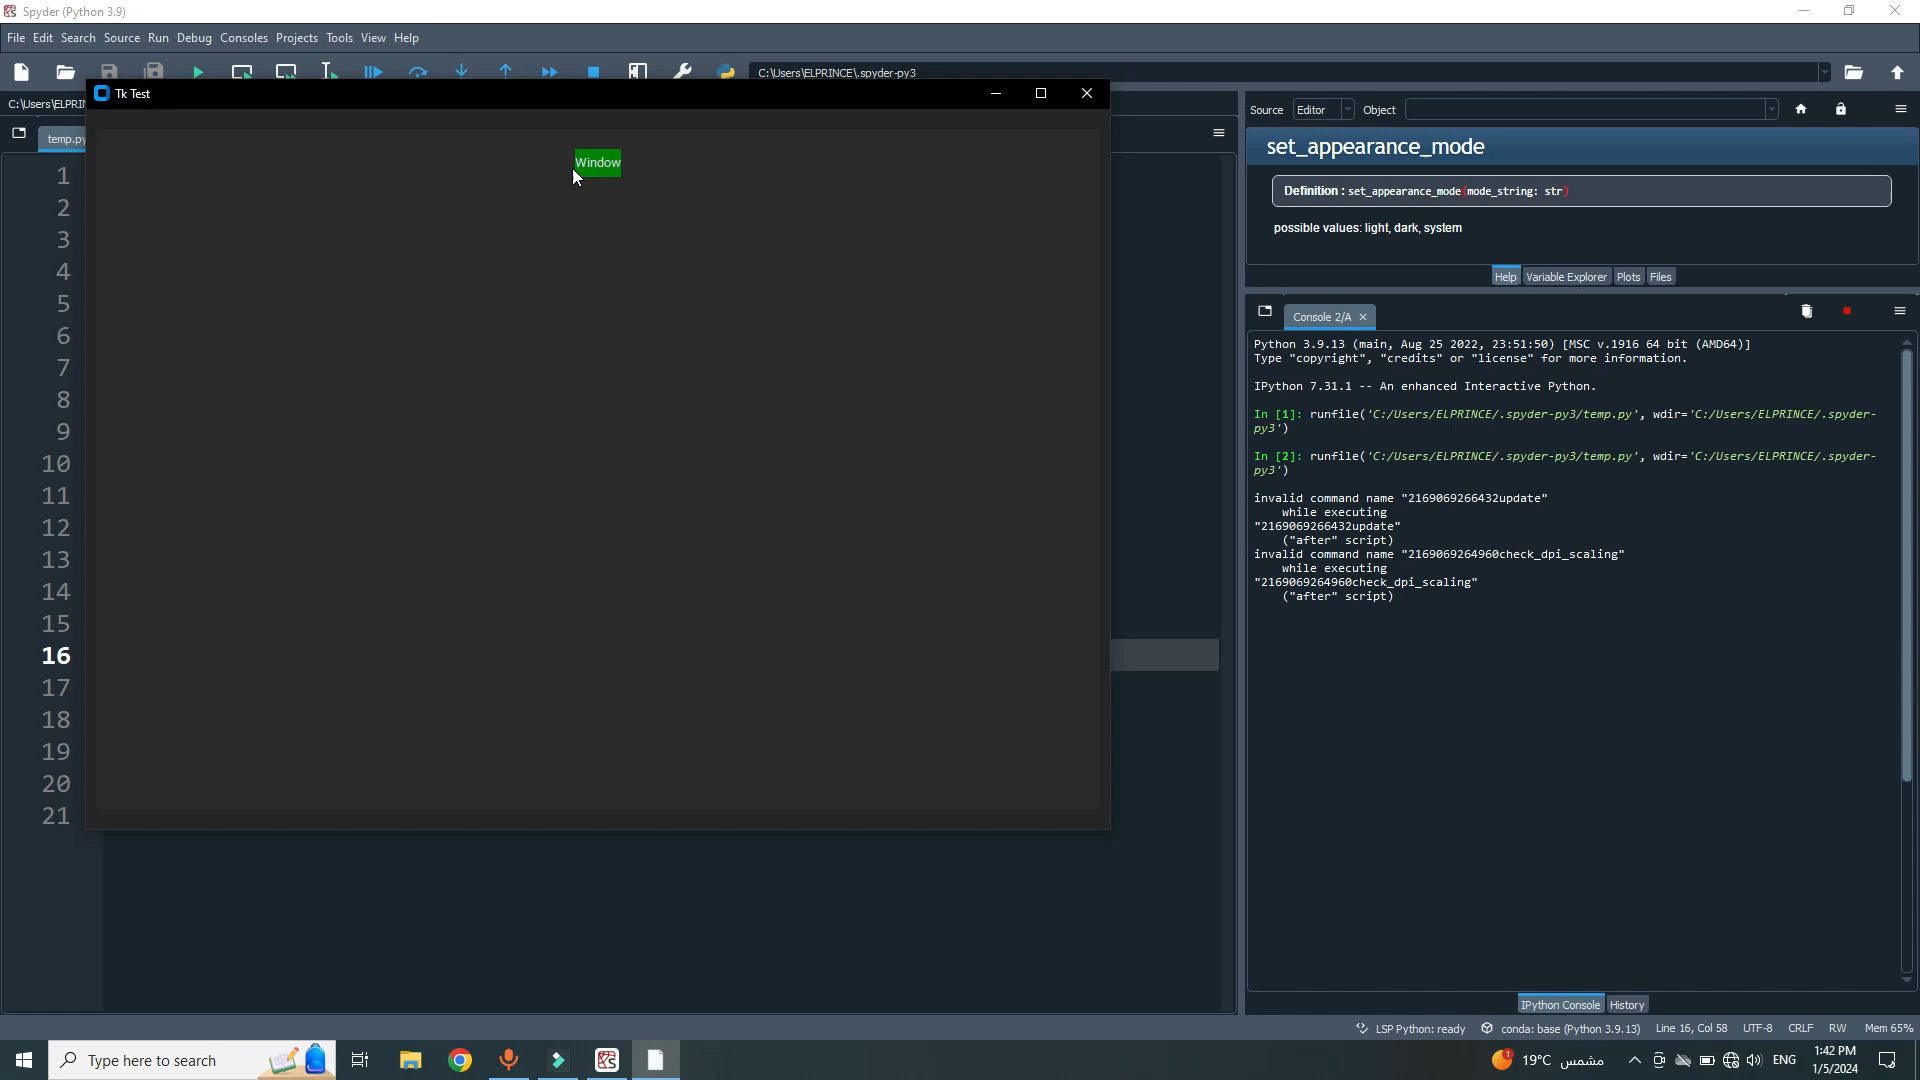 Spyder (Python 3.9)
File Edit Search Source Run Debug Consoles Projects Tools View Help
C:\Users\ELPRINCE\.spyder-py3
C:\Users\ELPRIN
Tk Test
temp.py
Window
1
2
3
4
5
6
7
8
9
10
11
12
13
14
15
16
17
18
19
20
21
Source Editor Object
set_appearance_mode
Definition : set_appearance_mode(mode_string: str)
possible values: light, dark, system
Help Variable Explorer Plots Files
Console 2/A
Python 3.9.13 (main, Aug 25 2022, 23:51:50) [MSC v.1916 64 bit (AMD64)]
Type "copyright", "credits" or "license" for more information.
IPython 7.31.1 -- An enhanced Interactive Python.
In [1]: runfile('C:/Users/ELPRINCE/.spyder-py3/temp.py', wdir='C:/Users/ELPRINCE/.spyder-
py3')
In [2]: runfile('C:/Users/ELPRINCE/.spyder-py3/temp.py', wdir='C:/Users/ELPRINCE/.spyder-
py3')
invalid command name "2169069266432update"
while executing
"2169069266432update"
("after" script)
invalid command name "2169069264960check_dpi_scaling"
while executing
"2169069264960check_dpi_scaling"
("after" script)
IPython Console History
LSP Python: ready conda: base (Python 3.9.13) Line 16, Col 58 UTF-8 CRLF RW Mem 65%
Type here to search
1 19°C مشمس ENG 1:42 PM
1/5/2024